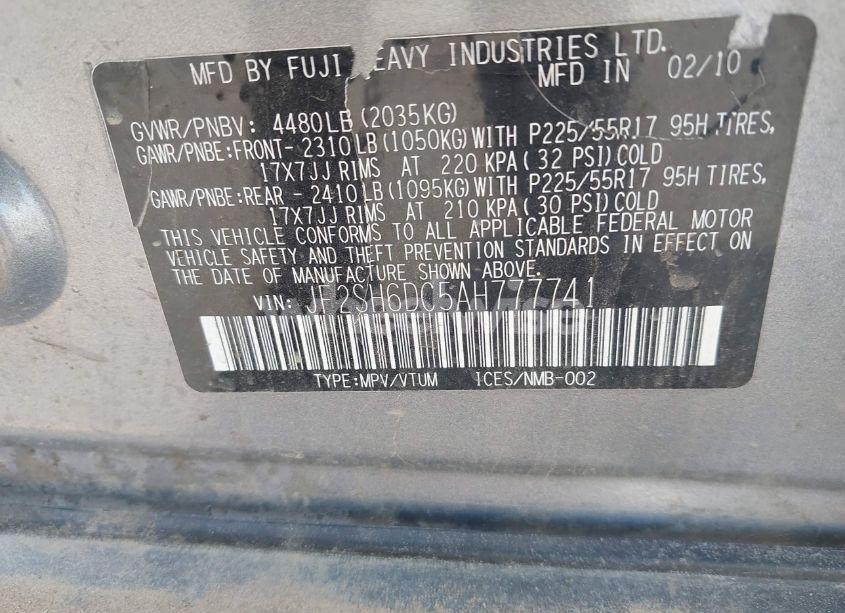 MFD BY FUJI HEAVY INDUSTRIES LTD.
MFD IN 02/10
GVWR/PNBV: 4480LB (2035KG)
GAWR/PNBE:FRONT- 2310LB (1050KG) WITH P225/55R17 95H TIRES,
17X7JJ RIMS AT 220 KPA (32 PSI) COLD
GAWR/PNBE:REAR - 2410LB (1095KG) WITH P225/55R17 95H TIRES,
17X7JJ RIMS AT 210 KPA (30 PSI) COLD
THIS VEHICLE CONFORMS TO ALL APPLICABLE FEDERAL MOTOR
VEHICLE SAFETY AND THEFT PREVENTION STANDARDS IN EFFECT ON
THE DATE OF MANUFACTURE SHOWN ABOVE.
VIN: JF2SH6DC5AH777741
TYPE:MPV/VTUM ICES/NMB-002